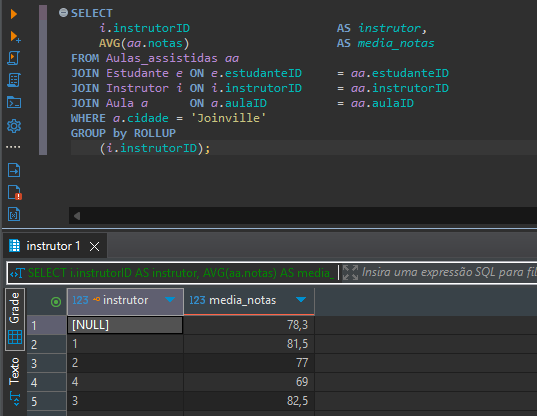 SELECT
i.instrutorID AS instrutor,
AVG(aa.notas) AS media_notas
FROM Aulas_assistidas aa
JOIN Estudante e ON e.estudanteID = aa.estudanteID
JOIN Instrutor i ON i.instrutorID = aa.instrutorID
JOIN Aula a ON a.aulaID = aa.aulaID
WHERE a.cidade = 'Joinville'
GROUP by ROLLUP
(i.instrutorID);
instrutor 1
SELECT i.instrutorID AS instrutor, AVG(aa.notas) AS media_
Insira uma expressão SQL para fil
Grade
Texto
123 instrutor 123 media_notas
1 [NULL] 78,3
2 1 81,5
3 2 77
4 4 69
5 3 82,5